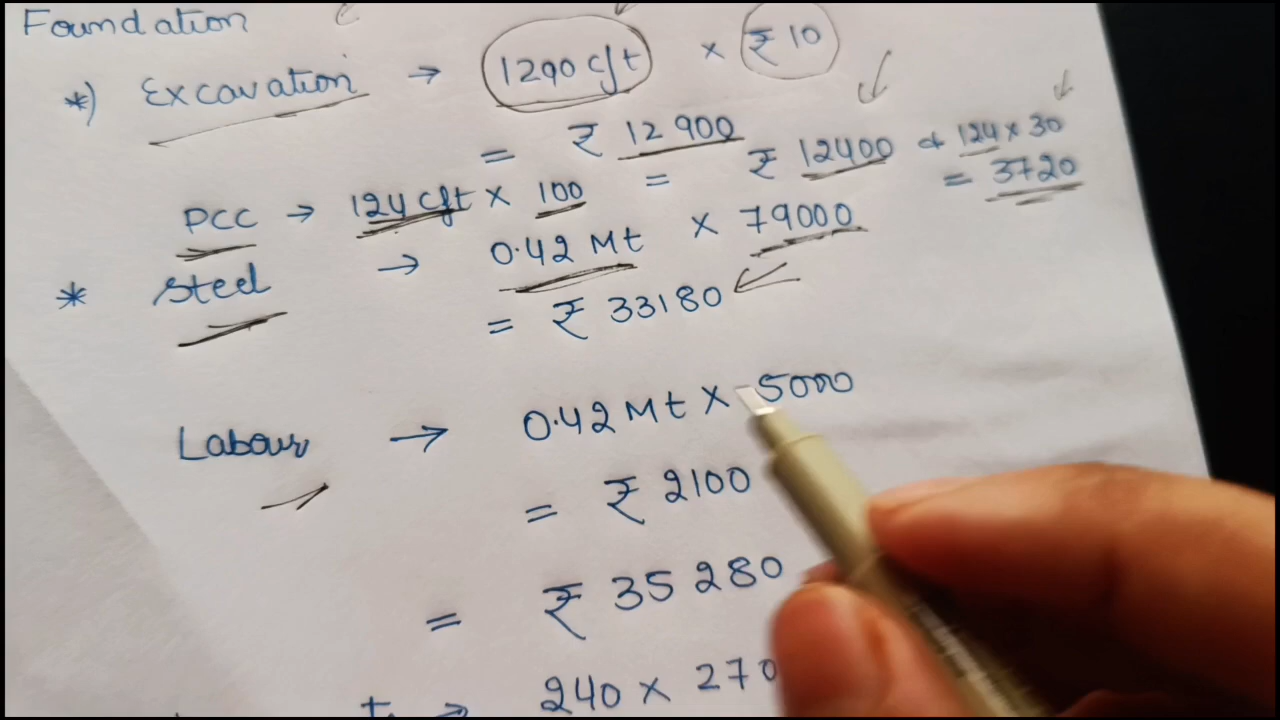 Foundation
*) Excavation → 1290 cft × ₹ 10
= ₹ 12 900
PCC → 124 cft × 100 = ₹ 12400 & 124 × 30
= 3720
* Steel → 0.42 Mt × 79000
= ₹ 33180
Labour → 0.42 Mt × 5000
= ₹ 2100
= ₹ 35 280
→ 240 × 270